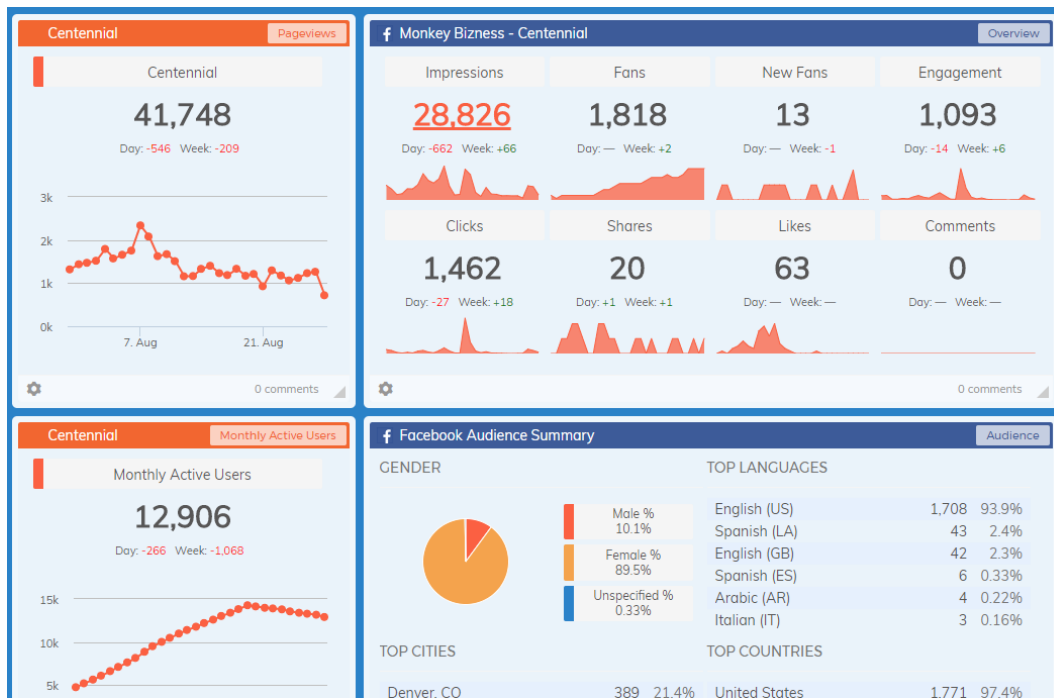 Centennial Pageviews
Centennial
41,748
Day: -546 Week: -209
3k
2k
1k
0k
7. Aug 21. Aug
0 comments
Monkey Bizness - Centennial Overview
Impressions Fans New Fans Engagement
28,826 1,818 13 1,093
Day: -662 Week: +66 Day: — Week: +2 Day: — Week: -1 Day: -14 Week: +6
Clicks Shares Likes Comments
1,462 20 63 0
Day: -27 Week: +18 Day: +1 Week: +1 Day: — Week: — Day: — Week: —
0 comments
Centennial Monthly Active Users
Monthly Active Users
12,906
Day: -266 Week: -1,068
15k
10k
5k
Facebook Audience Summary Audience
GENDER
Male %
10.1%
Female %
89.5%
Unspecified %
0.33%
TOP LANGUAGES
English (US) 1,708 93.9%
Spanish (LA) 43 2.4%
English (GB) 42 2.3%
Spanish (ES) 6 0.33%
Arabic (AR) 4 0.22%
Italian (IT) 3 0.16%
TOP CITIES
Denver, CO 389 21.4%
TOP COUNTRIES
United States 1,771 97.4%